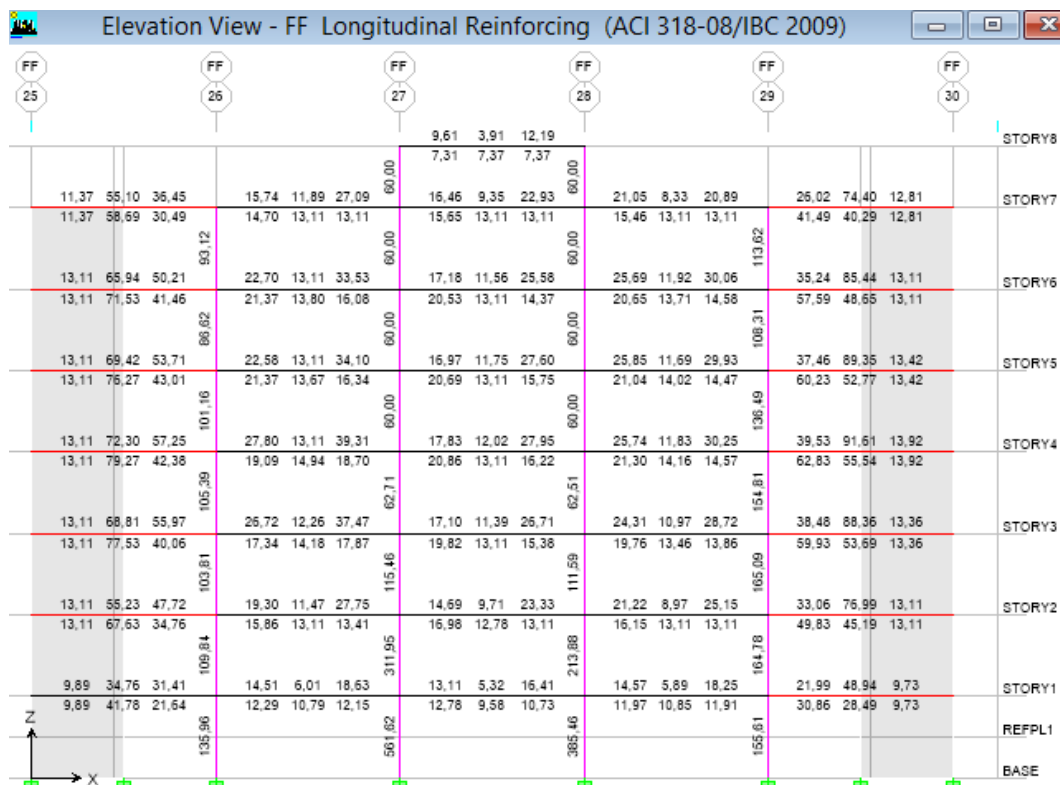 Elevation View - FF Longitudinal Reinforcing (ACI 318-08/IBC 2009)
FF FF FF FF FF FF
25 26 27 28 29 30
9,61 3,91 12,19
STORY8
7,31 7,37 7,37
60,00 60,00
11,37 55,10 36,45 15,74 11,89 27,09 16,46 9,35 22,93 21,05 8,33 20,89 26,02 74,40 12,81
STORY7
11,37 58,69 30,49 14,70 13,11 13,11 15,65 13,11 13,11 15,46 13,11 13,11 41,49 40,29 12,81
93,12 60,00 60,00 113,62
13,11 65,94 50,21 22,70 13,11 33,53 17,18 11,56 25,58 25,69 11,92 30,06 35,24 85,44 13,11
STORY6
13,11 71,53 41,46 21,37 13,80 16,08 20,53 13,11 14,37 20,65 13,71 14,58 57,59 48,65 13,11
86,62 60,00 60,00 108,31
13,11 69,42 53,71 22,58 13,11 34,10 16,97 11,75 27,60 25,85 11,69 29,93 37,46 89,35 13,42
STORY5
13,11 76,27 43,01 21,37 13,67 16,34 20,69 13,11 15,75 21,04 14,02 14,47 60,23 52,77 13,42
101,16 60,00 60,00 136,49
13,11 72,30 57,25 27,80 13,11 39,31 17,83 12,02 27,95 25,74 11,83 30,25 39,53 91,61 13,92
STORY4
13,11 79,27 42,38 19,09 14,94 18,70 20,86 13,11 16,22 21,30 14,16 14,57 62,83 55,54 13,92
105,39 62,71 62,51 154,81
13,11 68,81 55,97 26,72 12,26 37,47 17,10 11,39 26,71 24,31 10,97 28,72 38,48 88,36 13,36
STORY3
13,11 77,53 40,06 17,34 14,18 17,87 19,82 13,11 15,38 19,76 13,46 13,86 59,93 53,69 13,36
103,81 115,46 111,59 165,09
13,11 55,23 47,72 19,30 11,47 27,75 14,69 9,71 23,33 21,22 8,97 25,15 33,06 76,99 13,11
STORY2
13,11 67,63 34,76 15,86 13,11 13,41 16,98 12,78 13,11 16,15 13,11 13,11 49,83 45,19 13,11
109,84 311,95 213,88 164,78
9,89 34,76 31,41 14,51 6,01 18,63 13,11 5,32 16,41 14,57 5,89 18,25 21,99 48,94 9,73
STORY1
9,89 41,78 21,64 12,29 10,79 12,15 12,78 9,58 10,73 11,97 10,85 11,91 30,86 28,49 9,73
135,96 561,62 385,46 155,61
Z
REFPL1
X
BASE